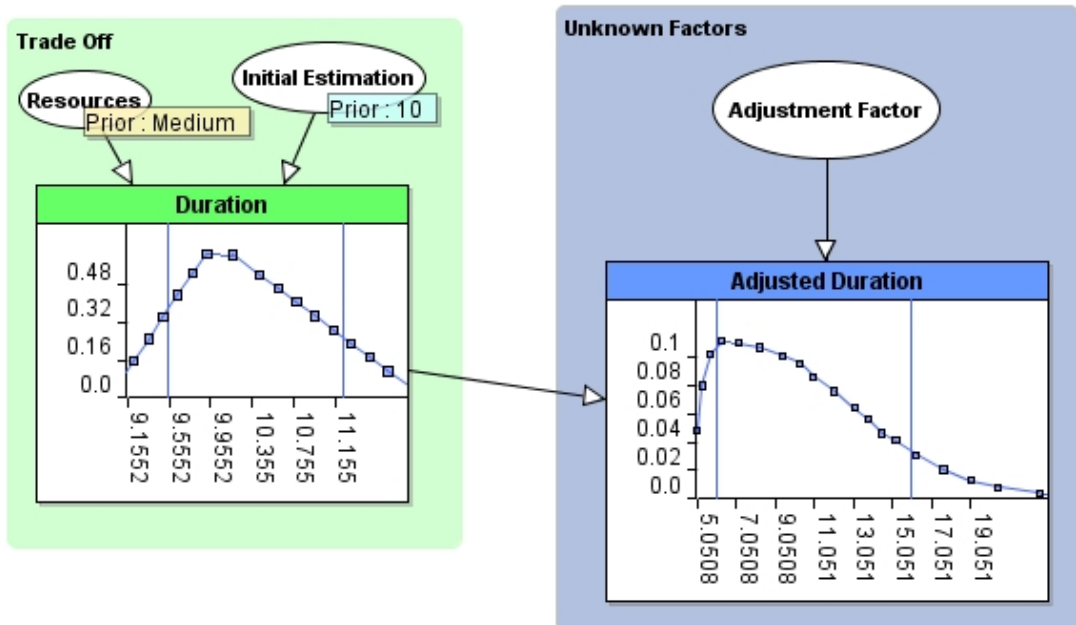 Trade Off
Resources
Prior : Medium
Initial Estimation
Prior : 10
Duration
0.48
0.32
0.16
0.0
9.1552
9.5552
9.9552
10.355
10.755
11.155
Unknown Factors
Adjustment Factor
Adjusted Duration
0.1
0.08
0.06
0.04
0.02
0.0
5.0508
7.0508
9.0508
11.051
13.051
15.051
17.051
19.051